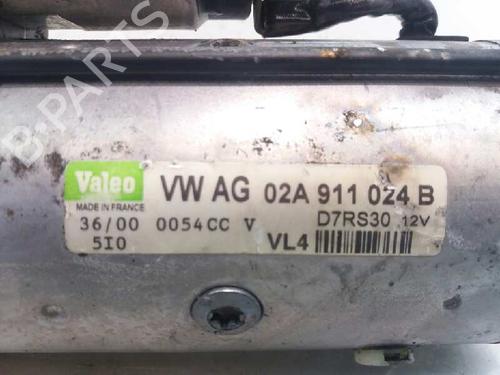 Valeo VW AG 02A 911 024 B
MADE IN FRANCE
36/00 0054CC V D7RS30 12V
5I0 VL4
B-PARTS